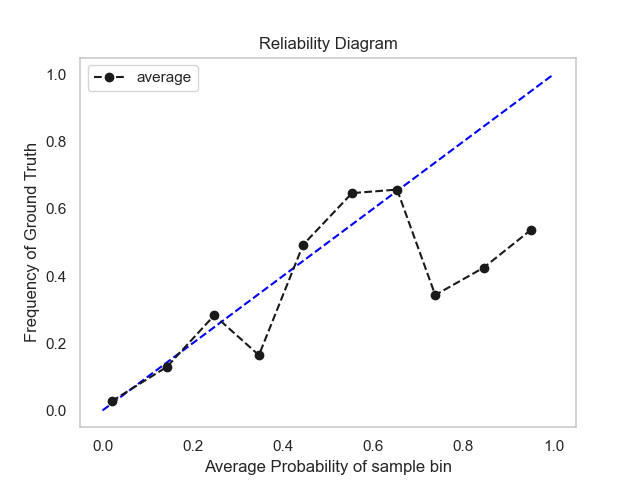 Reliability Diagram
average
Frequency of Ground Truth
1.0
0.8
0.6
0.4
0.2
0.0
0.0 0.2 0.4 0.6 0.8 1.0
Average Probability of sample bin